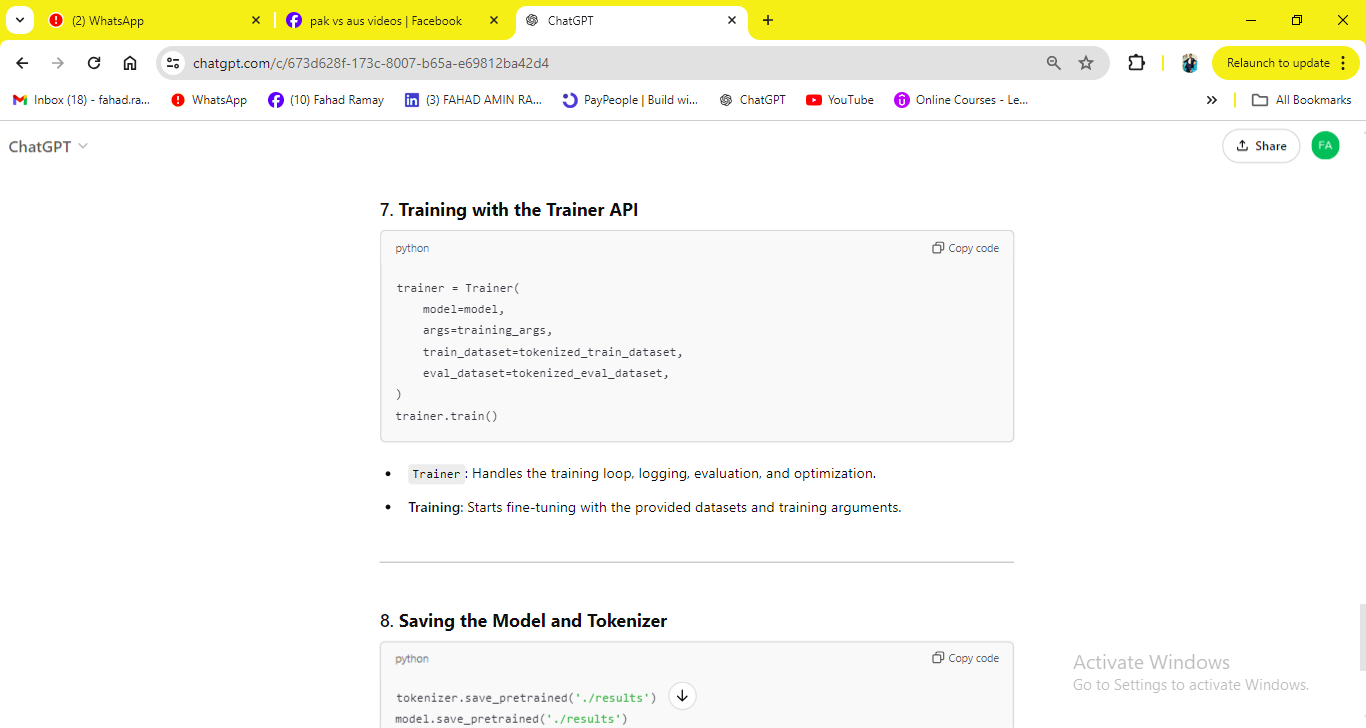 (2) WhatsApp
pak vs aus videos | Facebook
ChatGPT
chatgpt.com/c/673d628f-173c-8007-b65a-e69812ba42d4
Relaunch to update
Inbox (18) - fahad.ra...
WhatsApp
(10) Fahad Ramay
(3) FAHAD AMIN RA...
PayPeople | Build wi...
ChatGPT
YouTube
Online Courses - Le...
All Bookmarks
ChatGPT
Share
FA
7. Training with the Trainer API
python
Copy code
trainer = Trainer(
    model=model,
    args=training_args,
    train_dataset=tokenized_train_dataset,
    eval_dataset=tokenized_eval_dataset,
)
trainer.train()
• Trainer: Handles the training loop, logging, evaluation, and optimization.
• Training: Starts fine-tuning with the provided datasets and training arguments.
8. Saving the Model and Tokenizer
python
Copy code
tokenizer.save_pretrained('./results')
model.save_pretrained('./results')
Activate Windows
Go to Settings to activate Windows.